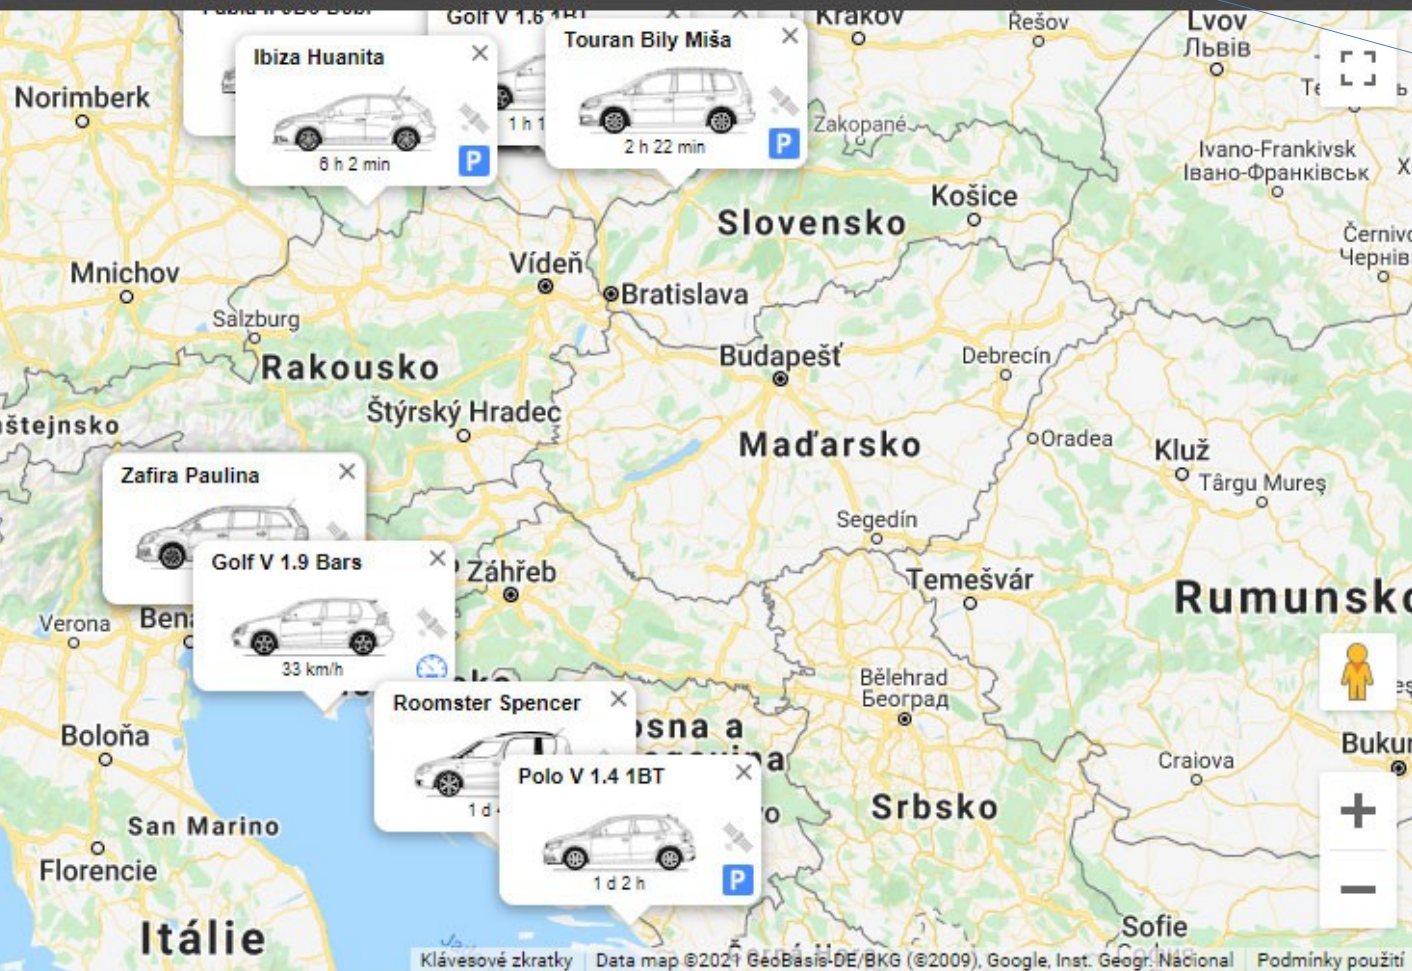 Golf V 1.6 1BT
Krakov
Řešov
Lvov
Львів
Touran Bily Miša
2 h 22 min
P
Ibiza Huanita
6 h 2 min
P
1 h 1
Norimberk
Zakopané
Ivano-Frankivsk
Івано-Франківськ
Košice
Slovensko
Mnichov
Vídeň
Bratislava
Salzburg
Rakousko
Budapešť
Debrecín
Štýrský Hradec
štejnsko
Maďarsko
Oradea
Kluž
Târgu Mureş
Zafira Paulina
Segedín
Golf V 1.9 Bars
33 km/h
Záhřeb
Temešvár
Rumunsko
Verona
Bělehrad
Београд
Roomster Spencer
1 d
Boloňa
Craiova
Polo V 1.4 1BT
1 d 2 h
P
Srbsko
San Marino
Florencie
Itálie
Sofie
Klávesové zkratky
Data map ©2021 GeoBasis-DE/BKG (©2009), Google, Inst. Geogr. Nacional
Podmínky použití